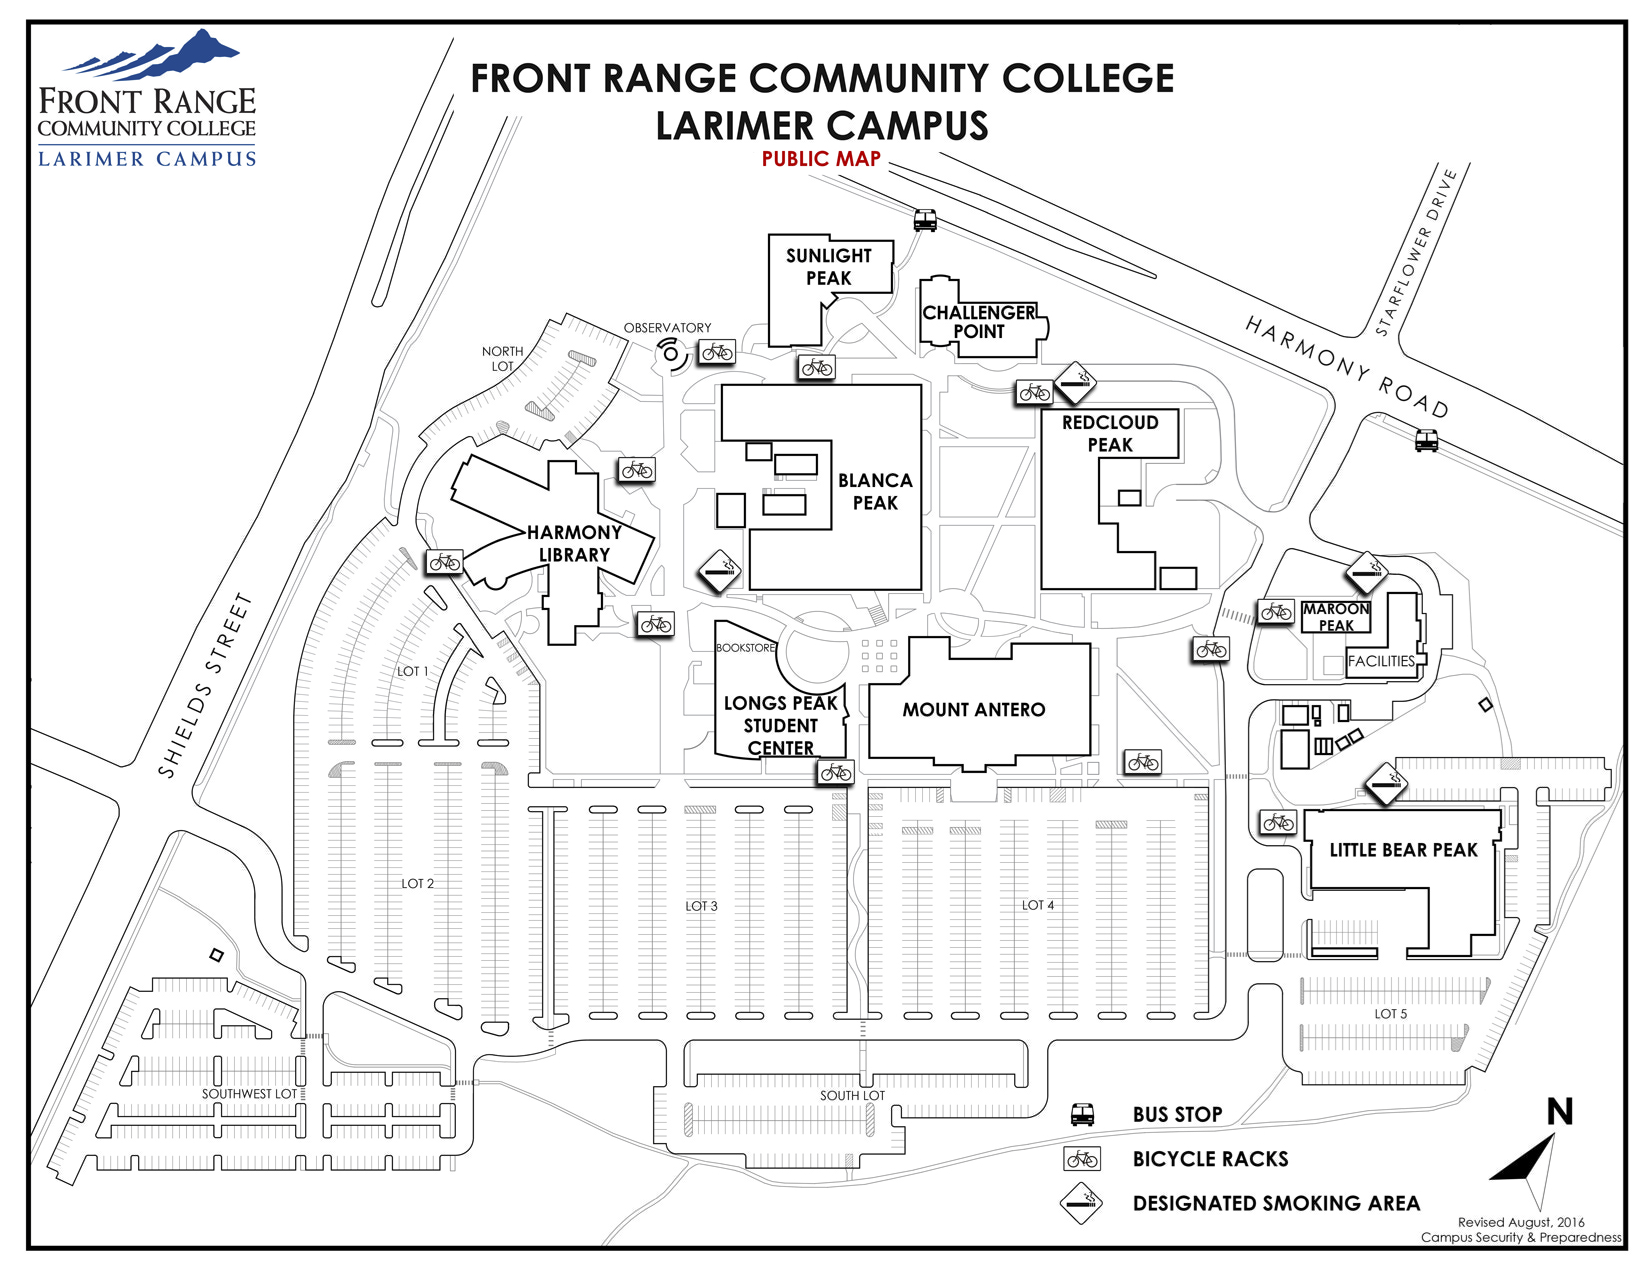 FRONT RANGE
COMMUNITY COLLEGE
LARIMER CAMPUS
FRONT RANGE COMMUNITY COLLEGE
LARIMER CAMPUS
PUBLIC MAP
STARFLOWER DRIVE
HARMONY ROAD
SHIELDS STREET
SUNLIGHT
PEAK
CHALLENGER
POINT
OBSERVATORY
NORTH
LOT
REDCLOUD
PEAK
BLANCA
PEAK
HARMONY
LIBRARY
MAROON
PEAK
FACILITIES
BOOKSTORE
LOT 1
LONGS PEAK
STUDENT
CENTER
MOUNT ANTERO
LITTLE BEAR PEAK
LOT 2
LOT 3
LOT 4
LOT 5
SOUTHWEST LOT
SOUTH LOT
BUS STOP
BICYCLE RACKS
DESIGNATED SMOKING AREA
N
Revised August, 2016
Campus Security & Preparedness